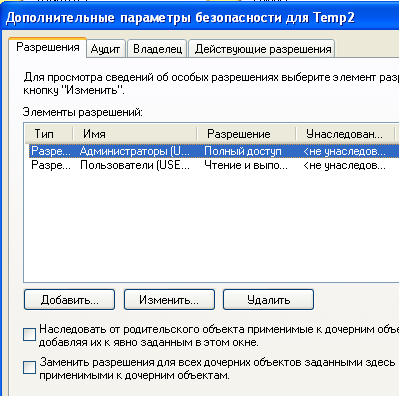 Дополнительные параметры безопасности для Temp2
Разрешения Аудит Владелец Действующие разрешения
Для просмотра сведений об особых разрешениях выберите элемент
кнопку "Изменить".
Элементы разрешений:
Тип Имя Разрешение Унаследован...
Разре... Администраторы (U... Полный доступ <не унаследов...
Разре... Пользователи (USE... Чтение и выпо... <не унаследов...
Добавить... Изменить... Удалить
Наследовать от родительского объекта применимые к дочерним
добавляя их к явно заданным в этом окне.
Заменить разрешения для всех дочерних объектов заданными здесь
применимыми к дочерним объектам.